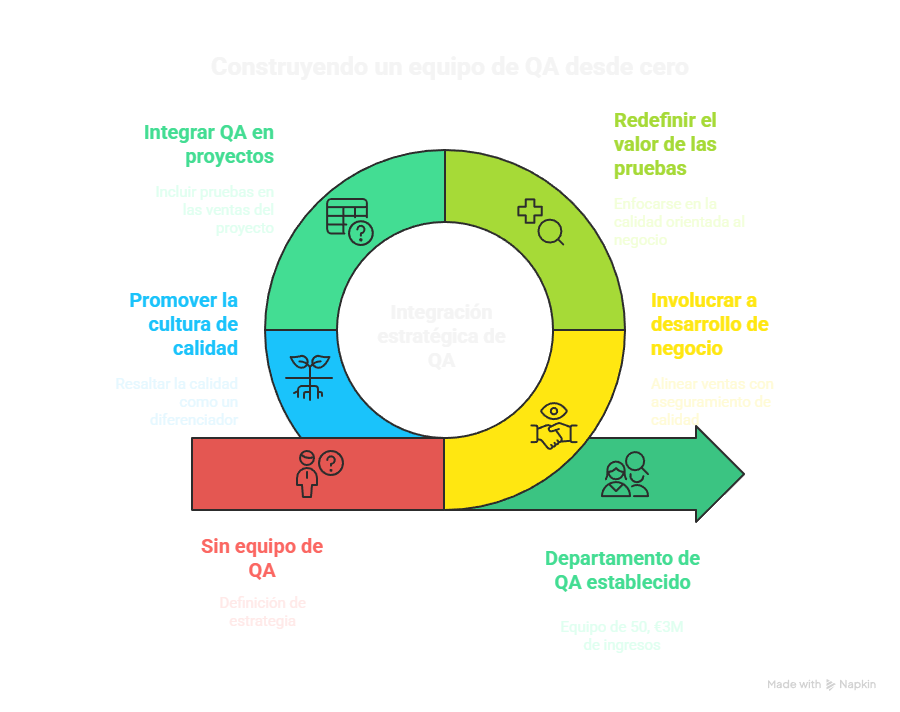 Construyendo un equipo de QA desde cero
Integrar QA en
proyectos
Incluir pruebas en
las ventas del
proyecto
Redefinir el
valor de las
pruebas
Enfocarse en la
calidad orientada al
negocio
Promover la
cultura de
calidad
Resaltar la calidad
como un
diferenciador
Integración
estratégica de
QA
Involucrar a
desarrollo de
negocio
Alinear ventas con
aseguramiento de
calidad
Sin equipo de
QA
Definición de
estrategia
Departamento de
QA establecido
Equipo de 50, €3M
de ingresos
Made with Napkin